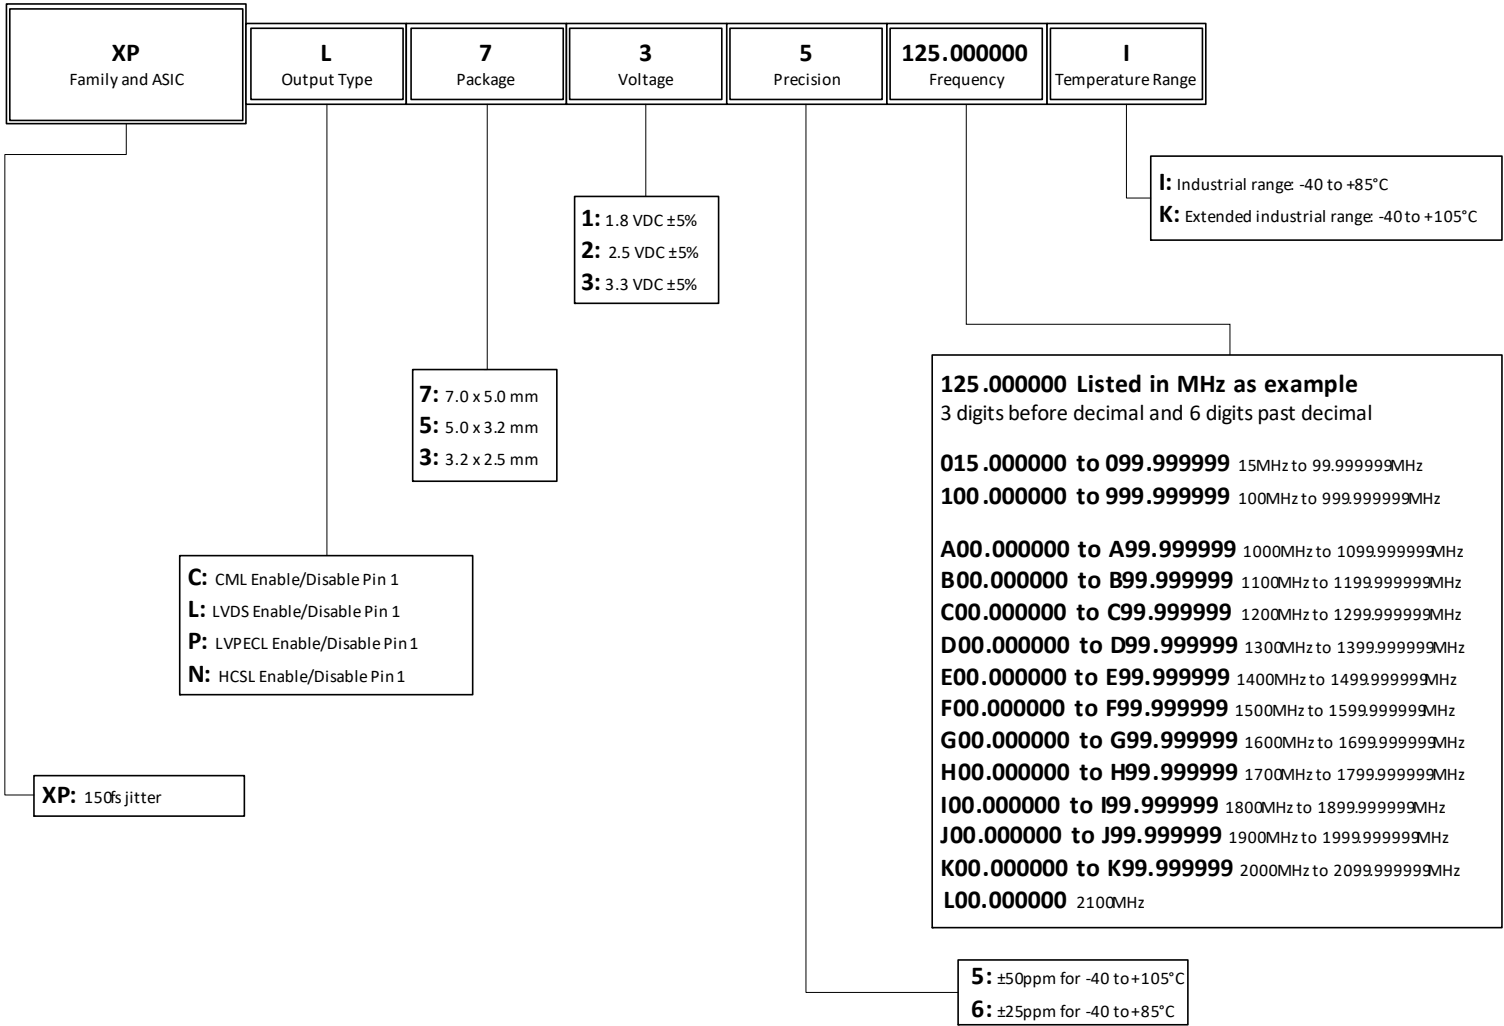 XP
Family and ASIC
L
Output Type
7
Package
3
Voltage
5
Precision
125.000000
Frequency
I
Temperature Range
I: Industrial range: -40 to +85°C
K: Extended industrial range: -40 to +105°C
1: 1.8 VDC ±5%
2: 2.5 VDC ±5%
3: 3.3 VDC ±5%
7: 7.0 x 5.0 mm
5: 5.0 x 3.2 mm
3: 3.2 x 2.5 mm
125.000000 Listed in MHz as example
3 digits before decimal and 6 digits past decimal
015.000000 to 099.999999 15MHz to 99.999999MHz
100.000000 to 999.999999 100MHz to 999.999999MHz
A00.000000 to A99.999999 1000MHz to 1099.999999MHz
B00.000000 to B99.999999 1100MHz to 1199.999999MHz
C00.000000 to C99.999999 1200MHz to 1299.999999MHz
D00.000000 to D99.999999 1300MHz to 1399.999999MHz
E00.000000 to E99.999999 1400MHz to 1499.999999MHz
F00.000000 to F99.999999 1500MHz to 1599.999999MHz
G00.000000 to G99.999999 1600MHz to 1699.999999MHz
H00.000000 to H99.999999 1700MHz to 1799.999999MHz
I00.000000 to I99.999999 1800MHz to 1899.999999MHz
J00.000000 to J99.999999 1900MHz to 1999.999999MHz
K00.000000 to K99.999999 2000MHz to 2099.999999MHz
L00.000000 2100MHz
C: CML Enable/Disable Pin 1
L: LVDS Enable/Disable Pin 1
P: LVPECL Enable/Disable Pin 1
N: HCSL Enable/Disable Pin 1
XP: 150fs jitter
5: ±50ppm for -40 to +105°C
6: ±25ppm for -40 to +85°C